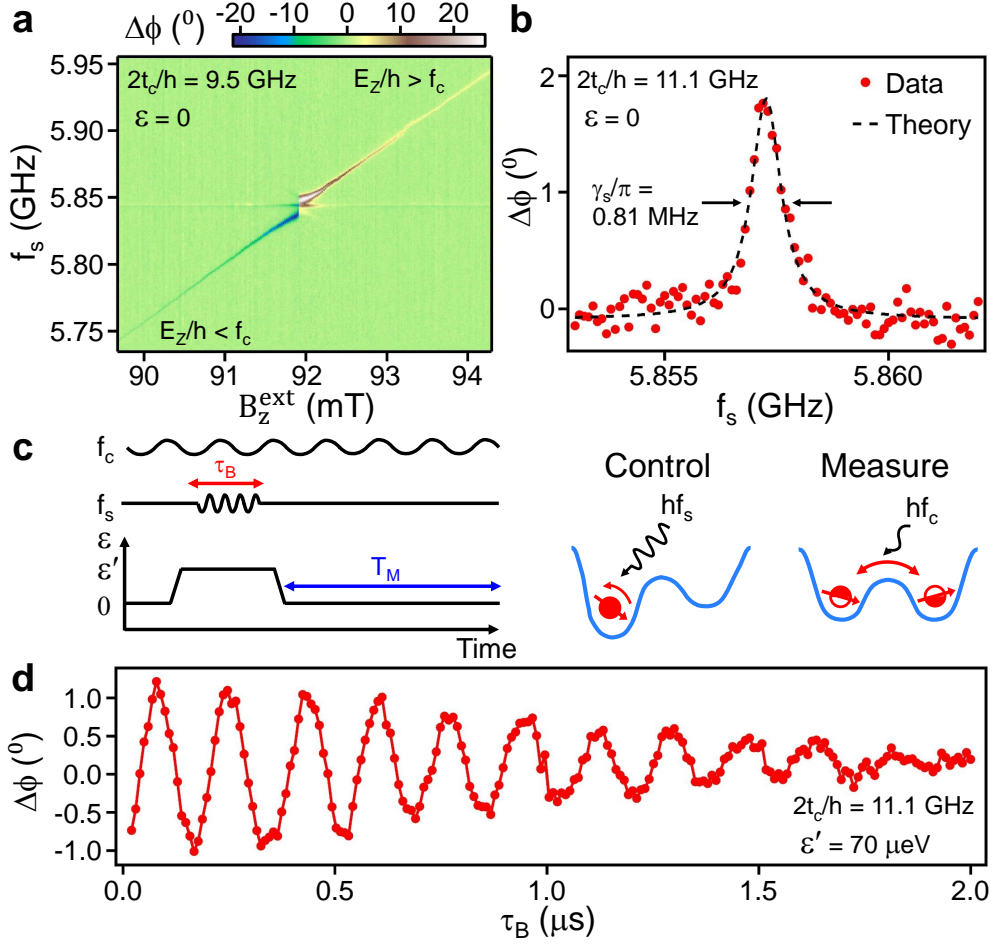 a
Δϕ (⁰) -20 -10 0 10 20
2t_c/h = 9.5 GHz
E_Z/h > f_c
ε = 0
E_Z/h < f_c
5.95
5.90
5.85
5.80
5.75
f_s (GHz)
90 91 92 93 94
B_z^ext (mT)
b
2t_c/h = 11.1 GHz
ε = 0
Data
Theory
γ_s/π =
0.81 MHz
2
1
0
Δϕ (⁰)
5.855 5.860
f_s (GHz)
c
f_c
τ_B
f_s
ε
ε′
T_M
0
Time
Control
hf_s
Measure
hf_c
d
1.0
0.5
0.0
-0.5
-1.0
Δϕ (⁰)
2t_c/h = 11.1 GHz
ε′ = 70 μeV
0.0 0.5 1.0 1.5 2.0
τ_B (μs)